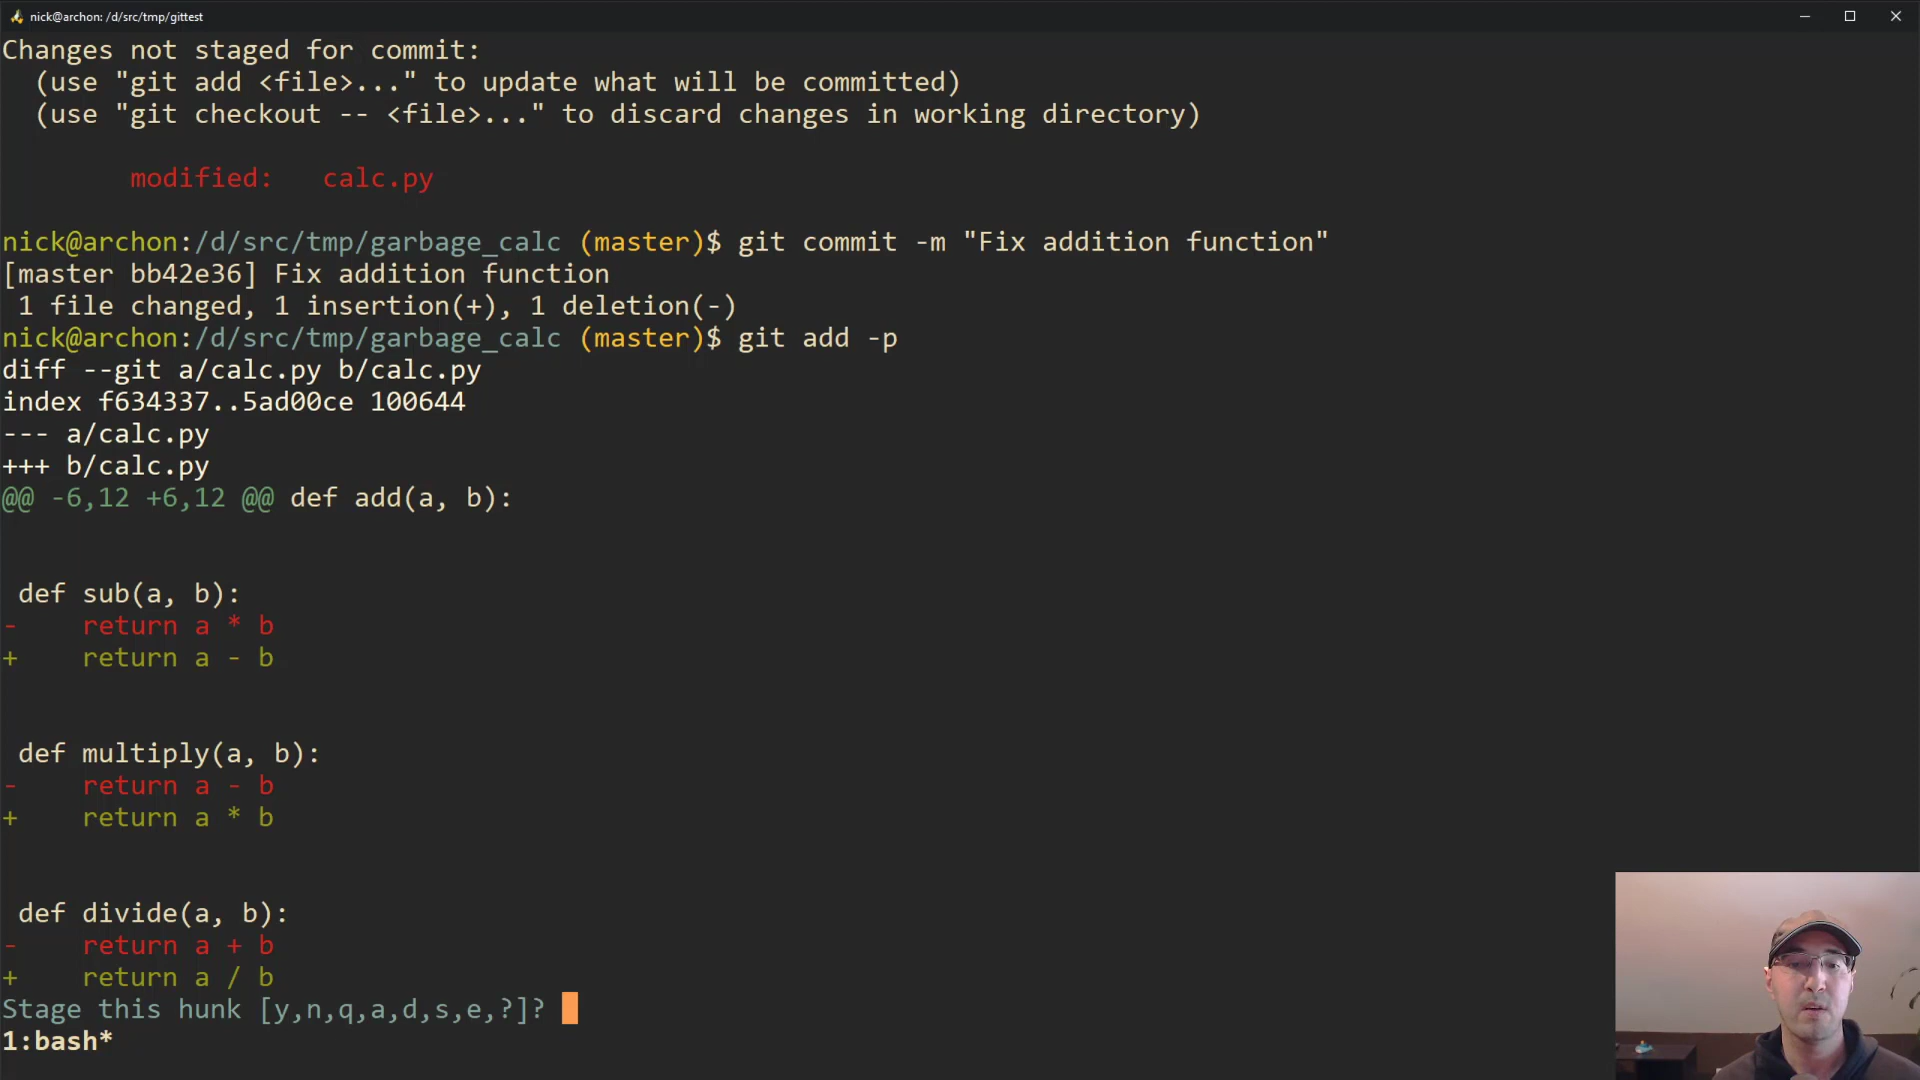 nick@archon: /d/src/tmp/gittest
Changes not staged for commit:
  (use "git add <file>..." to update what will be committed)
  (use "git checkout -- <file>..." to discard changes in working directory)
        modified:   calc.py
nick@archon:/d/src/tmp/garbage_calc (master)$ git commit -m "Fix addition function"
[master bb42e36] Fix addition function
 1 file changed, 1 insertion(+), 1 deletion(-)
nick@archon:/d/src/tmp/garbage_calc (master)$ git add -p
diff --git a/calc.py b/calc.py
index f634337..5ad00ce 100644
--- a/calc.py
+++ b/calc.py
@@ -6,12 +6,12 @@ def add(a, b):
 def sub(a, b):
-    return a * b
+    return a - b
 def multiply(a, b):
-    return a - b
+    return a * b
 def divide(a, b):
-    return a + b
+    return a / b
Stage this hunk [y,n,q,a,d,s,e,?]?
1:bash*